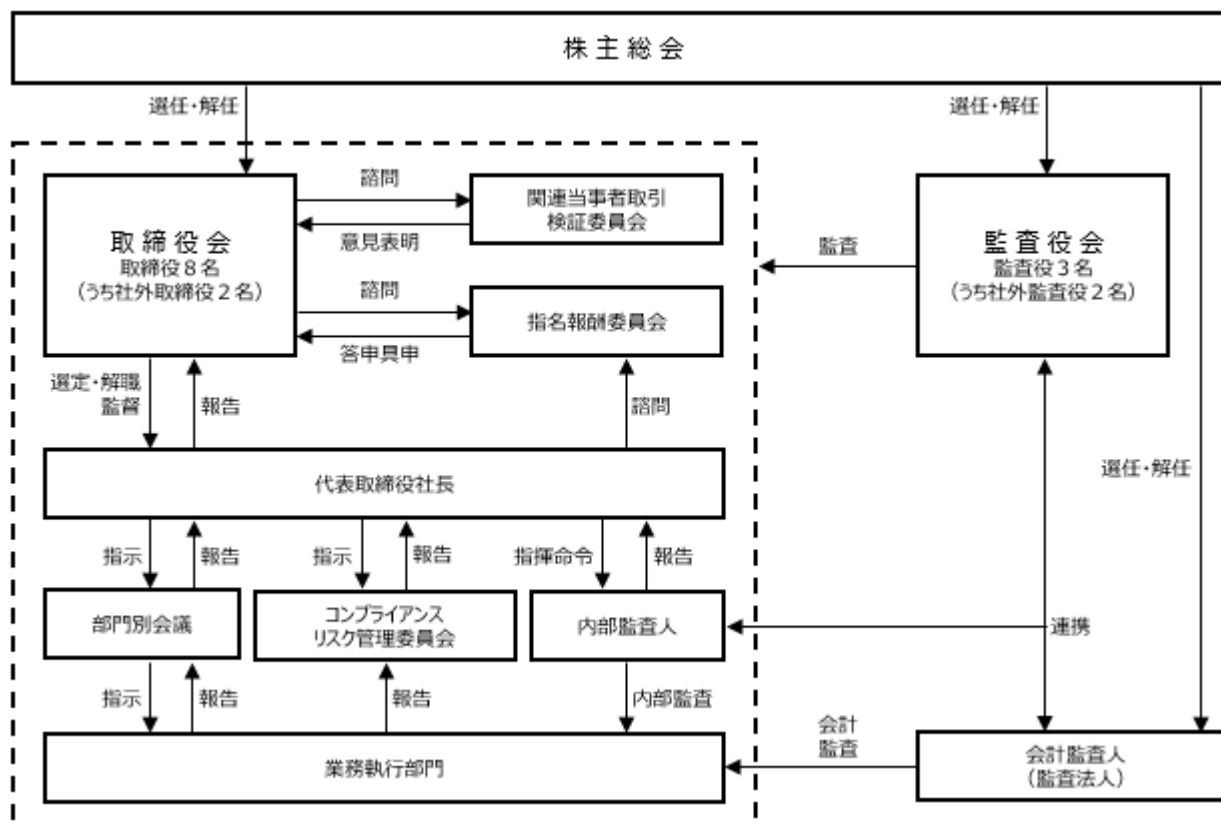 株主総会
選任・解任
選任・解任
諮問
関連当事者取引
検証委員会
意見表明
取締役会
取締役8名
（うち社外取締役2名）
監査
監査役会
監査役3名
（うち社外監査役2名）
諮問
指名報酬委員会
答申具申
選定・解職
監督
報告
諮問
選任・解任
代表取締役社長
指示
報告
指示
報告
指揮命令
報告
部門別会議
コンプライアンス
リスク管理委員会
内部監査人
連携
指示
報告
報告
内部監査
会計
監査
業務執行部門
会計監査人
（監査法人）